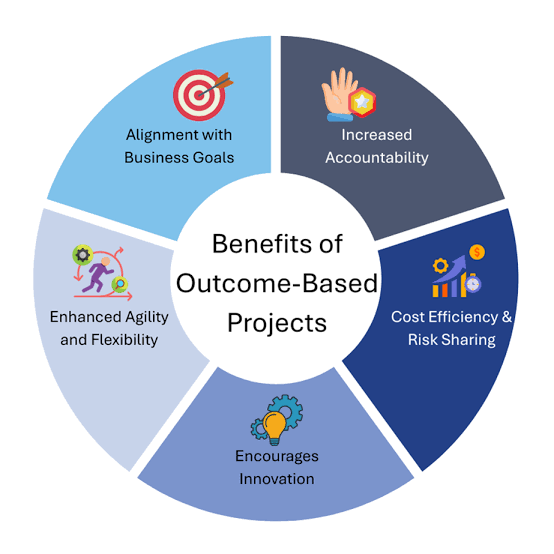 Benefits of
Outcome-Based
Projects
Alignment with
Business Goals
Increased
Accountability
Cost Efficiency &
Risk Sharing
Encourages
Innovation
Enhanced Agility
and Flexibility
$